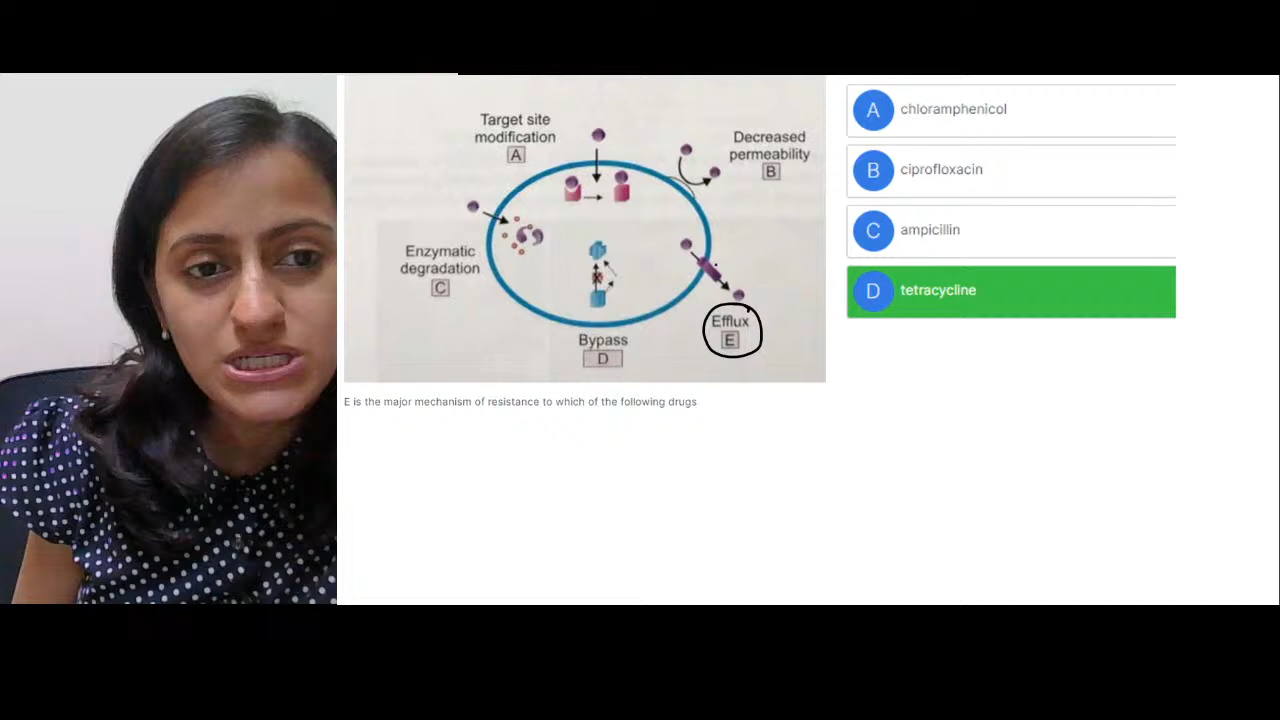 Target site
modification
A
Decreased
permeability
B
Enzymatic
degradation
C
Efflux
E
Bypass
D
E is the major mechanism of resistance to which of the following drugs
A chloramphenicol
B ciprofloxacin
C ampicillin
D tetracycline